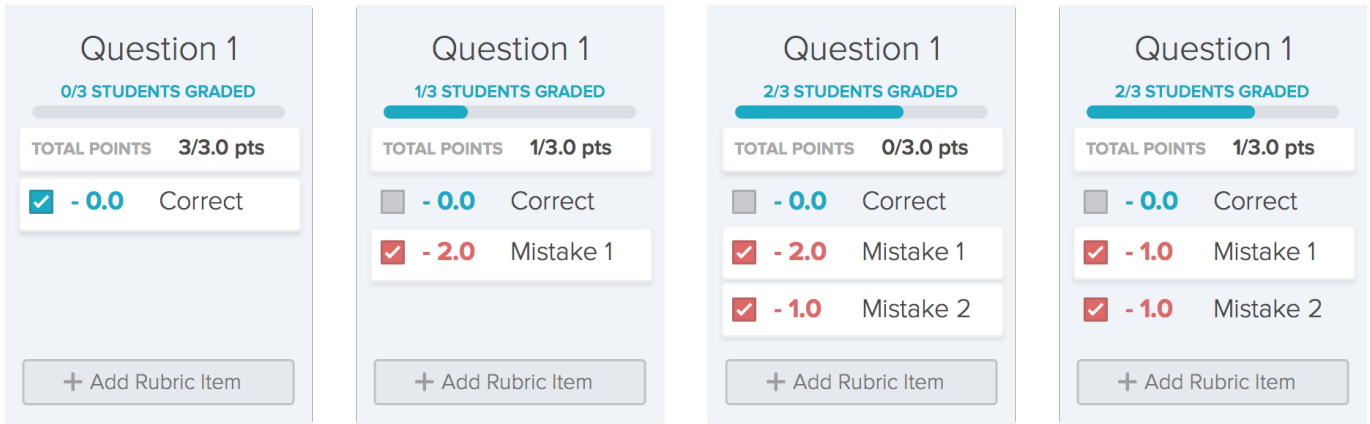 Question 1
0/3 STUDENTS GRADED
TOTAL POINTS 3/3.0 pts
- 0.0 Correct
+ Add Rubric Item
Question 1
1/3 STUDENTS GRADED
TOTAL POINTS 1/3.0 pts
- 0.0 Correct
- 2.0 Mistake 1
+ Add Rubric Item
Question 1
2/3 STUDENTS GRADED
TOTAL POINTS 0/3.0 pts
- 0.0 Correct
- 2.0 Mistake 1
- 1.0 Mistake 2
+ Add Rubric Item
Question 1
2/3 STUDENTS GRADED
TOTAL POINTS 1/3.0 pts
- 0.0 Correct
- 1.0 Mistake 1
- 1.0 Mistake 2
+ Add Rubric Item